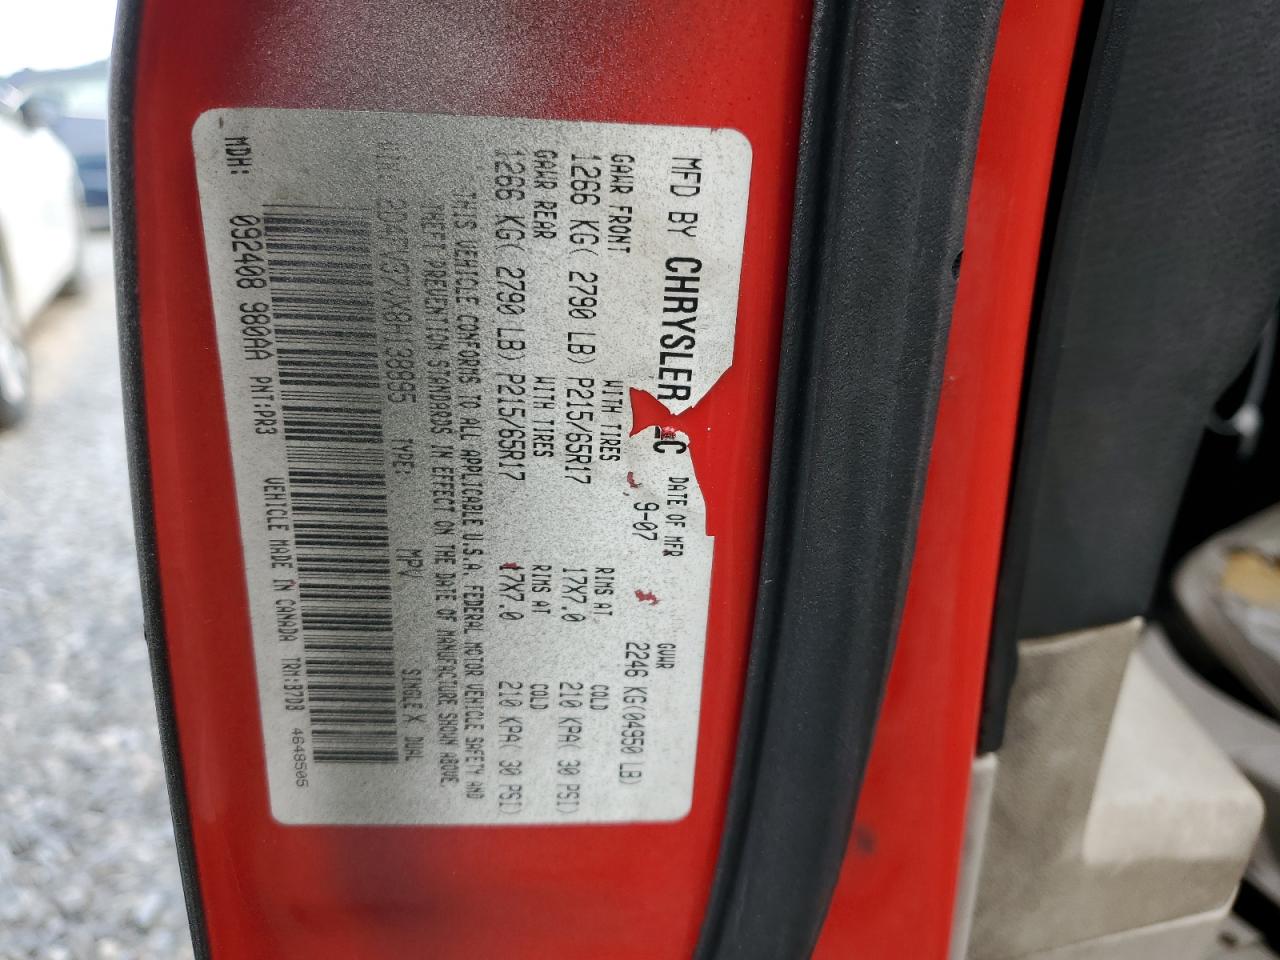 MFD BY CHRYSLER LC DATE OF MFR 9-07 GVWR 2246 KG(04950 LB)
GAWR FRONT WITH TIRES RIMS AT COLD
1266 KG( 2790 LB) P215/65R17 17X7.0 210 KPA( 30 PSI)
GAWR REAR WITH TIRES RIMS AT COLD
1266 KG( 2790 LB) P215/65R17 17X7.0 210 KPA( 30 PSI)
THIS VEHICLE CONFORMS TO ALL APPLICABLE U.S.A. FEDERAL MOTOR VEHICLE SAFETY AND
THEFT PREVENTION STANDARDS IN EFFECT ON THE DATE OF MANUFACTURE SHOWN ABOVE.
VIN: TYPE: MPV SINGLE X DUAL
MDH: 092408 980AA PNT:PR3 VEHICLE MADE IN CANADA TRM:B7D8 4648505